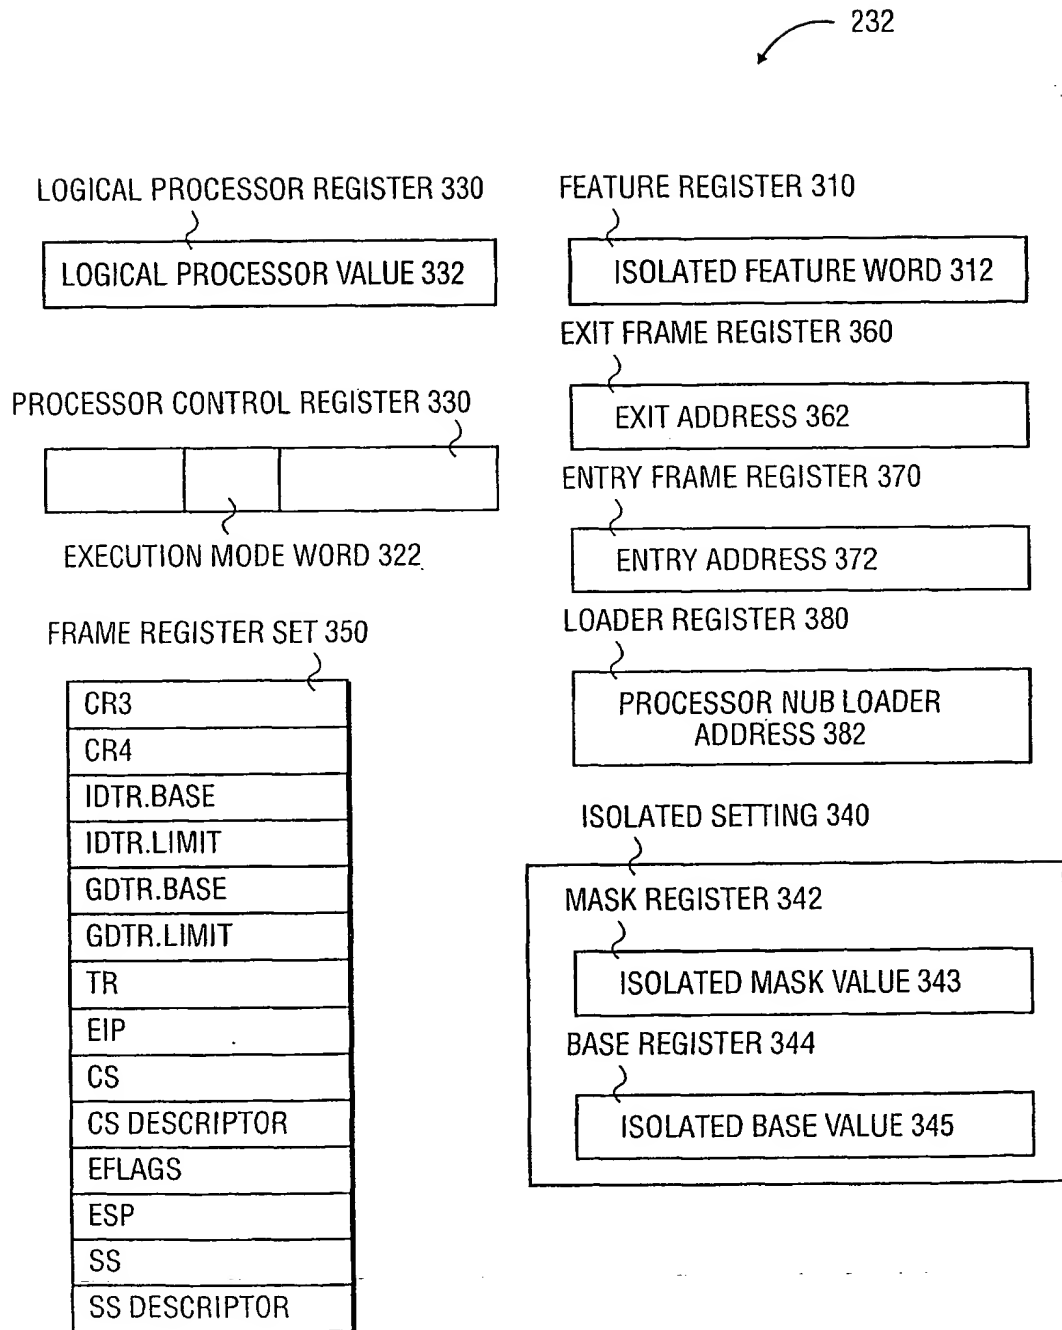 232
LOGICAL PROCESSOR REGISTER 330
LOGICAL PROCESSOR VALUE 332
PROCESSOR CONTROL REGISTER 330
EXECUTION MODE WORD 322
FRAME REGISTER SET 350
CR3
CR4
IDTR.BASE
IDTR.LIMIT
GDTR.BASE
GDTR.LIMIT
TR
EIP
CS
CS DESCRIPTOR
EFLAGS
ESP
SS
SS DESCRIPTOR
FEATURE REGISTER 310
ISOLATED FEATURE WORD 312
EXIT FRAME REGISTER 360
EXIT ADDRESS 362
ENTRY FRAME REGISTER 370
ENTRY ADDRESS 372
LOADER REGISTER 380
PROCESSOR NUB LOADER
ADDRESS 382
ISOLATED SETTING 340
MASK REGISTER 342
ISOLATED MASK VALUE 343
BASE REGISTER 344
ISOLATED BASE VALUE 345